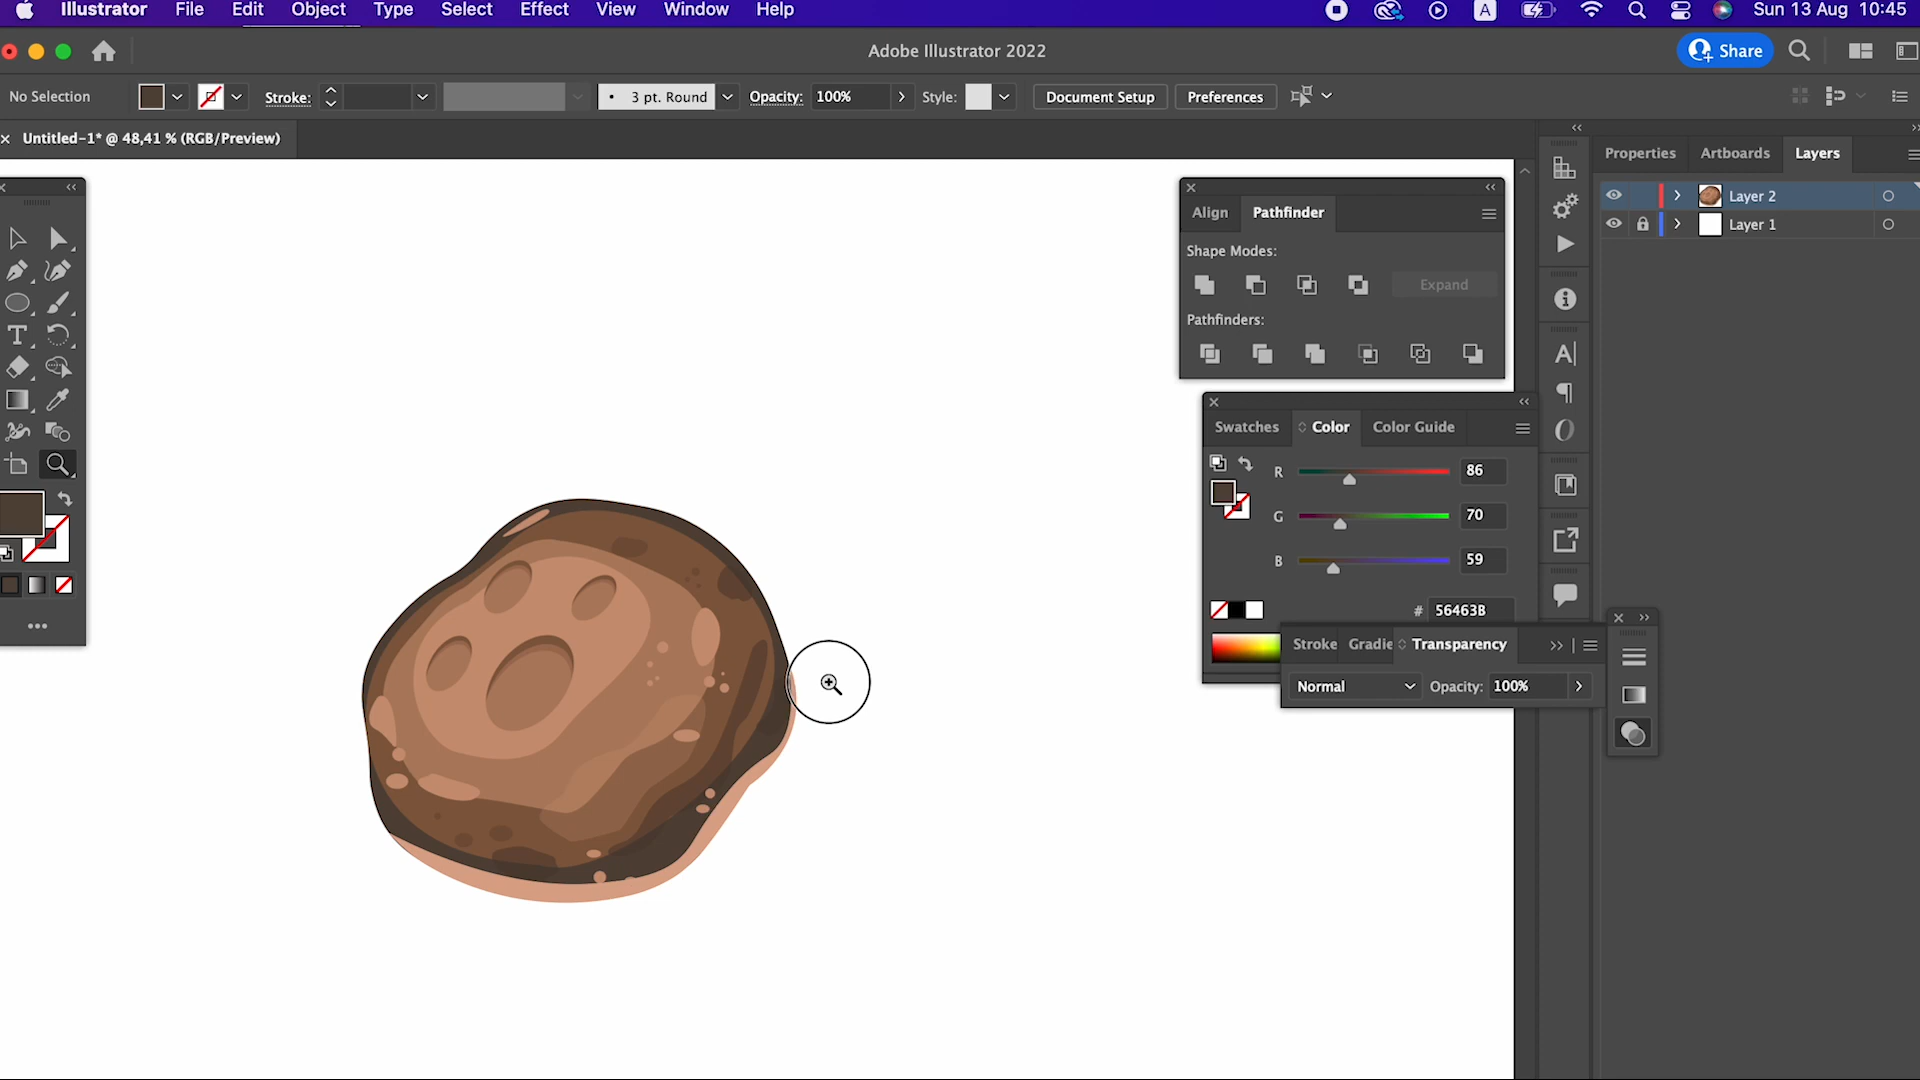 Illustrator File Edit Object Type Select Effect View Window Help A Sun 13 Aug 10:45
Adobe Illustrator 2022
Share
No Selection Stroke: 3 pt. Round Opacity: 100% Style: Document Setup Preferences
Untitled-1* @ 48,41 % (RGB/Preview)
Properties Artboards Layers
Layer 2
Layer 1
Align Pathfinder
Shape Modes:
Expand
Pathfinders:
Swatches Color Color Guide
R 86
G 70
B 59
# 56463B
Stroke Gradie Transparency
Normal Opacity: 100%